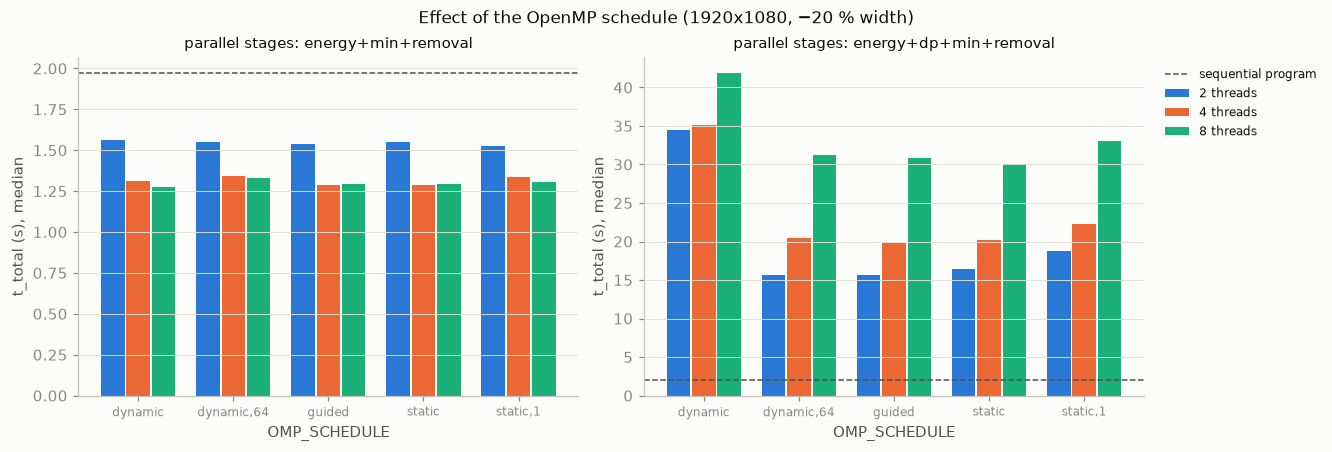 Effect of the OpenMP schedule (1920x1080, −20 % width)
parallel stages: energy+min+removal
t_total (s), median
2.00
1.75
1.50
1.25
1.00
0.75
0.50
0.25
0.00
dynamic
dynamic,64
guided
static
static,1
OMP_SCHEDULE
parallel stages: energy+dp+min+removal
t_total (s), median
40
35
30
25
20
15
10
5
0
dynamic
dynamic,64
guided
static
static,1
OMP_SCHEDULE
sequential program
2 threads
4 threads
8 threads